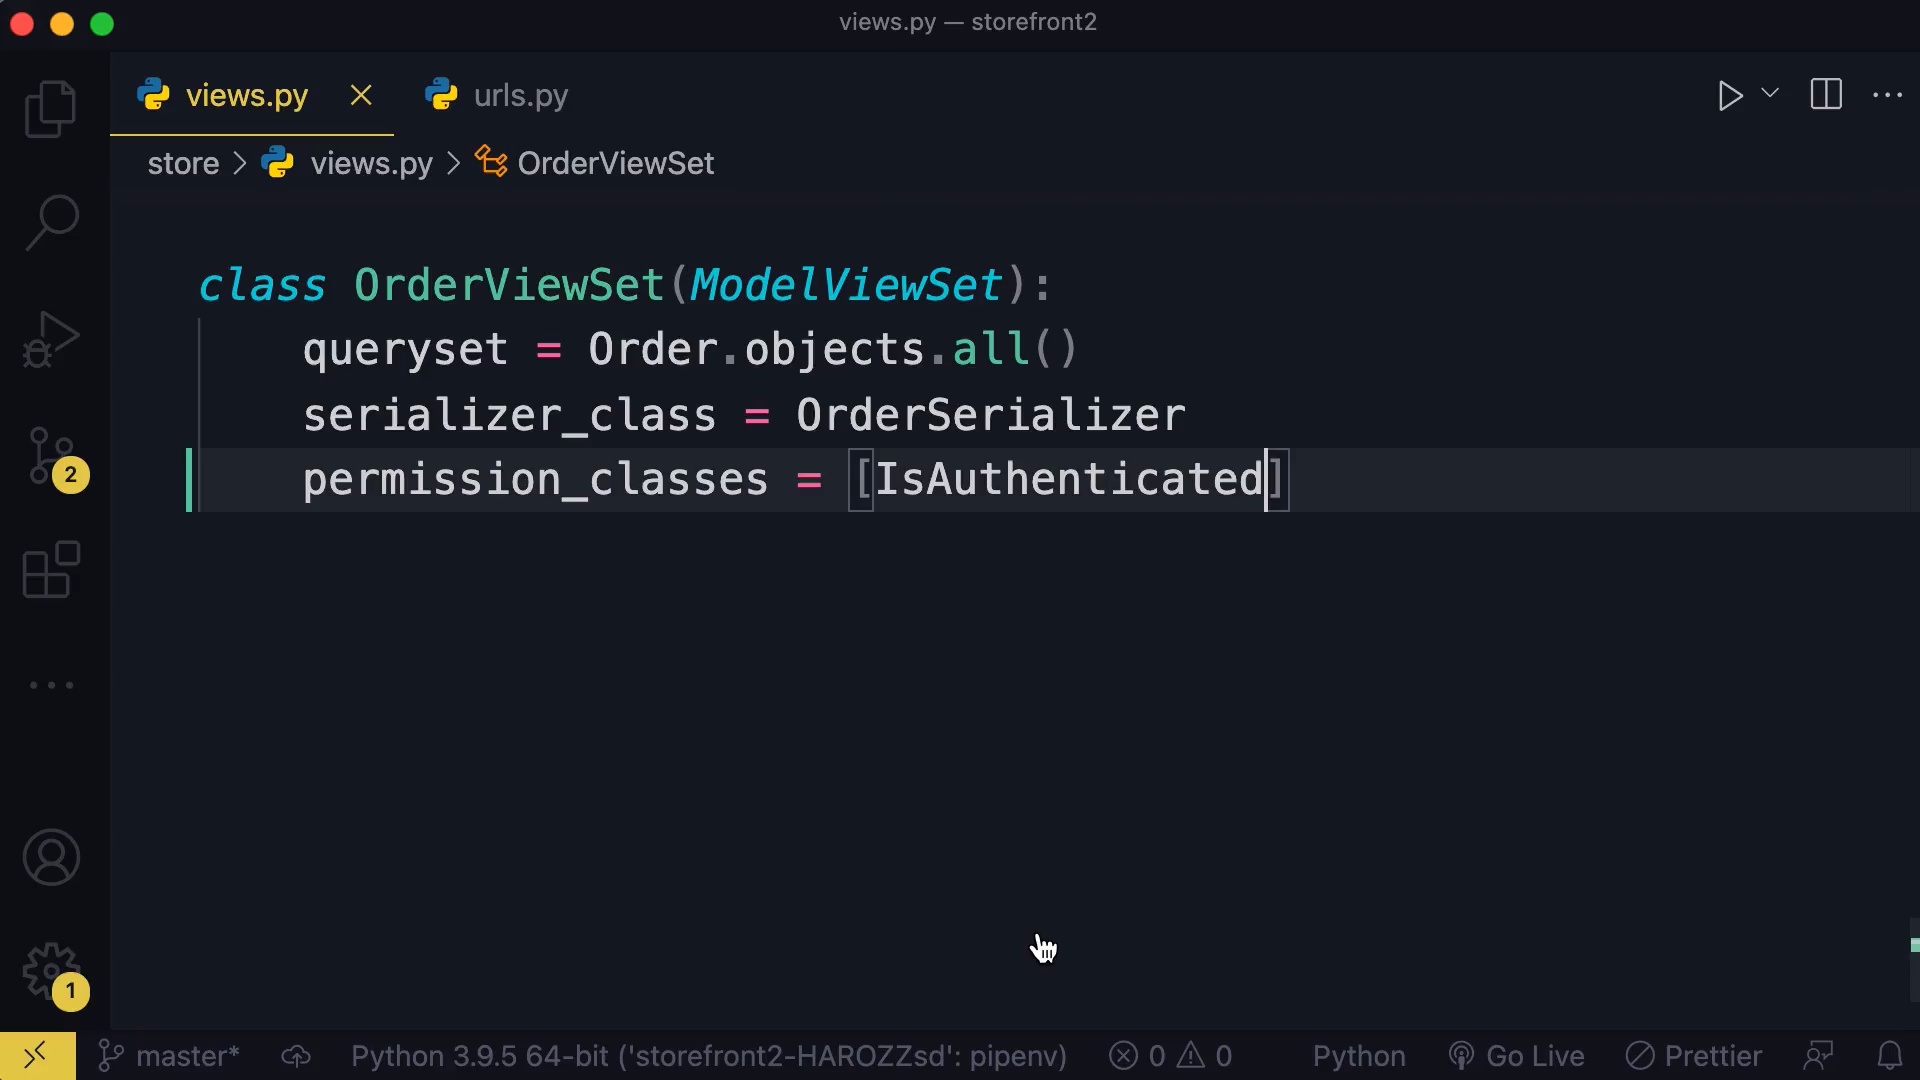 views.py — storefront2
views.py urls.py
store > views.py > OrderViewSet
class OrderViewSet(ModelViewSet):
    queryset = Order.objects.all()
    serializer_class = OrderSerializer
    permission_classes = [IsAuthenticated]
2
1
master* Python 3.9.5 64-bit ('storefront2-HAROZZsd': pipenv) 0 0 Python Go Live Prettier